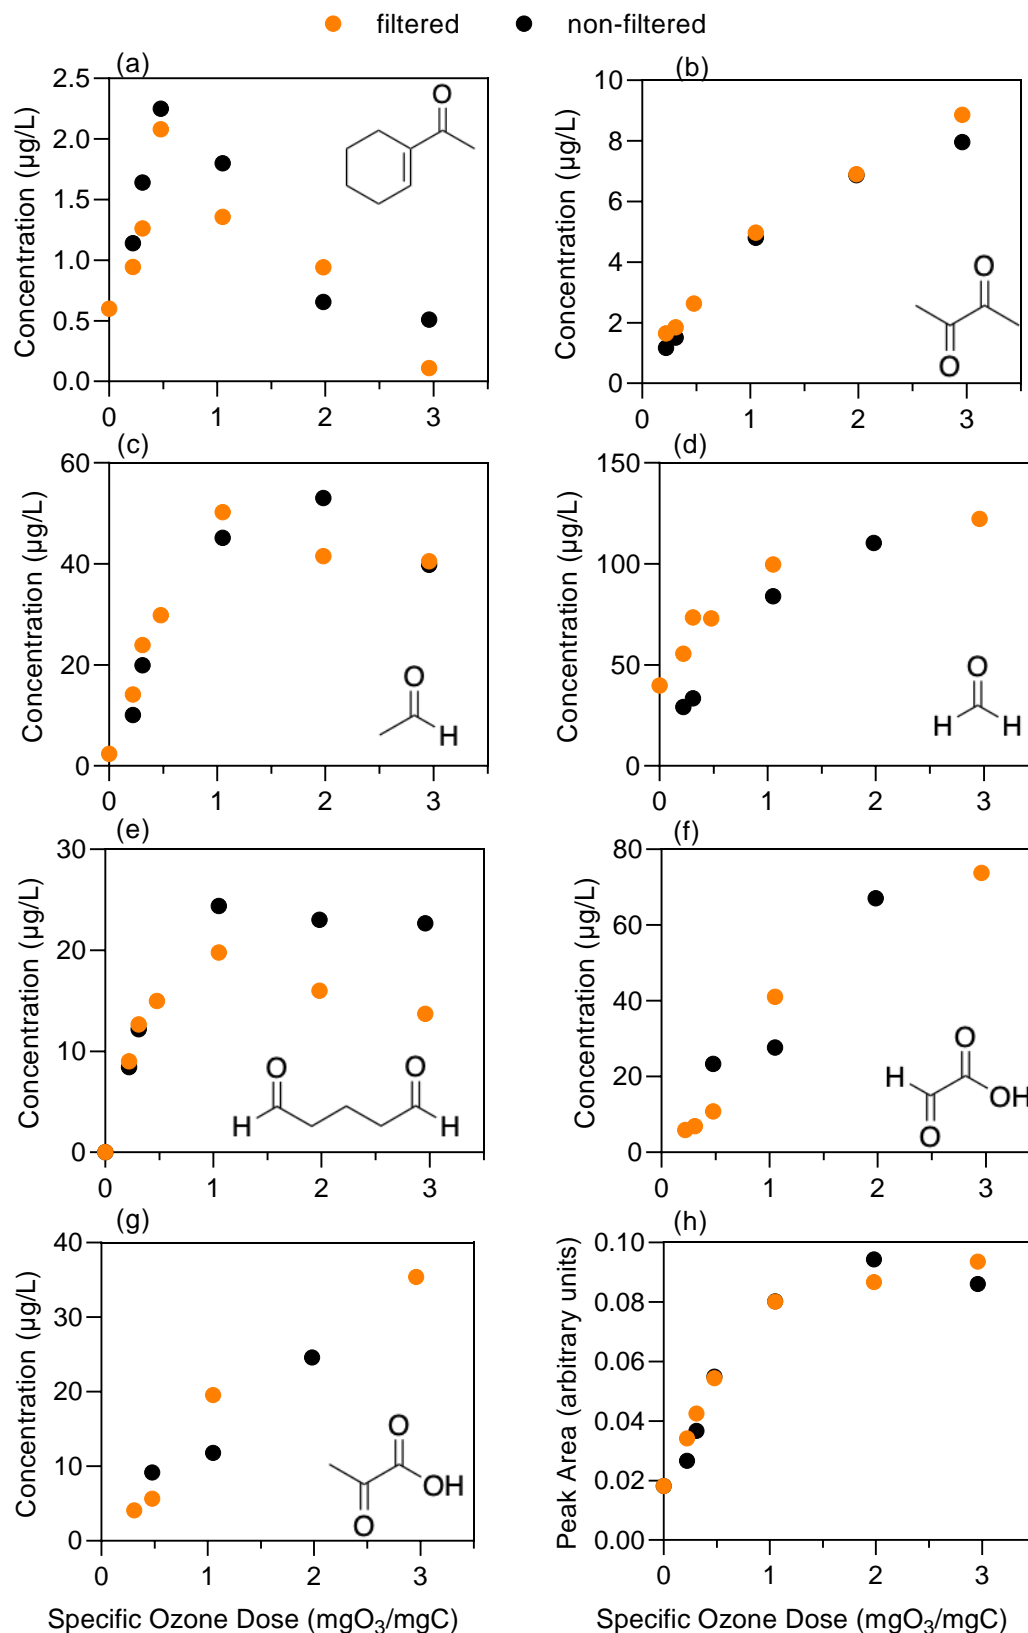 filtered non-filtered
(a)
Concentration (µg/L)
2.5
2.0
1.5
1.0
0.5
0.0
0 1 2 3
O
(b)
Concentration (µg/L)
10
8
6
4
2
0
0 1 2 3
O
O
(c)
Concentration (µg/L)
60
40
20
0
0 1 2 3
O
H
(d)
Concentration (µg/L)
150
100
50
0
0 1 2 3
O
H H
(e)
Concentration (µg/L)
30
20
10
0
0 1 2 3
O O
H H
(f)
Concentration (µg/L)
80
60
40
20
0
0 1 2 3
O
H
OH
O
(g)
Concentration (µg/L)
40
30
20
10
0
0 1 2 3
O
OH
O
Specific Ozone Dose (mgO₃/mgC)
(h)
Peak Area (arbitrary units)
0.10
0.08
0.06
0.04
0.02
0.00
0 1 2 3
Specific Ozone Dose (mgO₃/mgC)